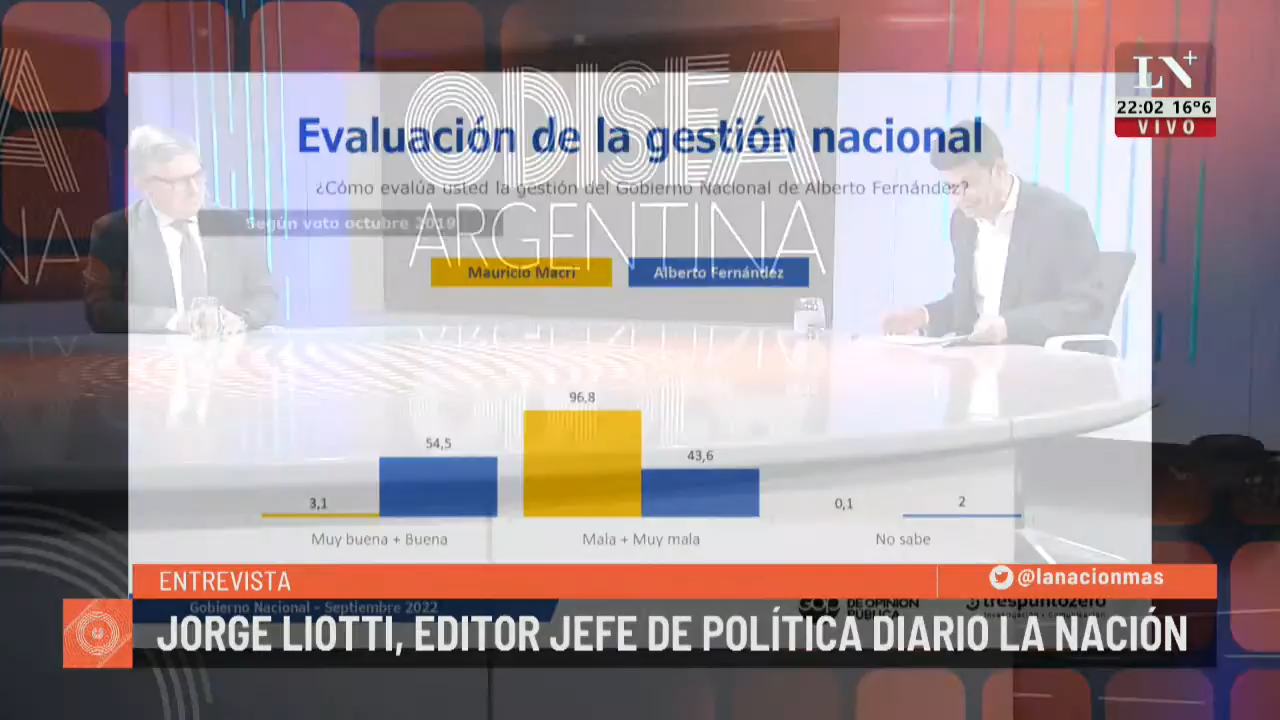 ODISEA
ARGENTINA
LN+
22:02 16°6
VIVO
Evaluación de la gestión nacional
¿Cómo evalúa usted la gestión del Gobierno Nacional de Alberto Fernández?
Según voto octubre 2019
Mauricio Macri
Alberto Fernández
3,1
54,5
96,8
43,6
0,1
2
Muy buena + Buena
Mala + Muy mala
No sabe
ENTREVISTA
@lanacionmas
Gobierno Nacional - Septiembre 2022
GOP DE OPINIÓN
PÚBLICA
trespuntozero
JORGE LIOTTI, EDITOR JEFE DE POLÍTICA DIARIO LA NACIÓN